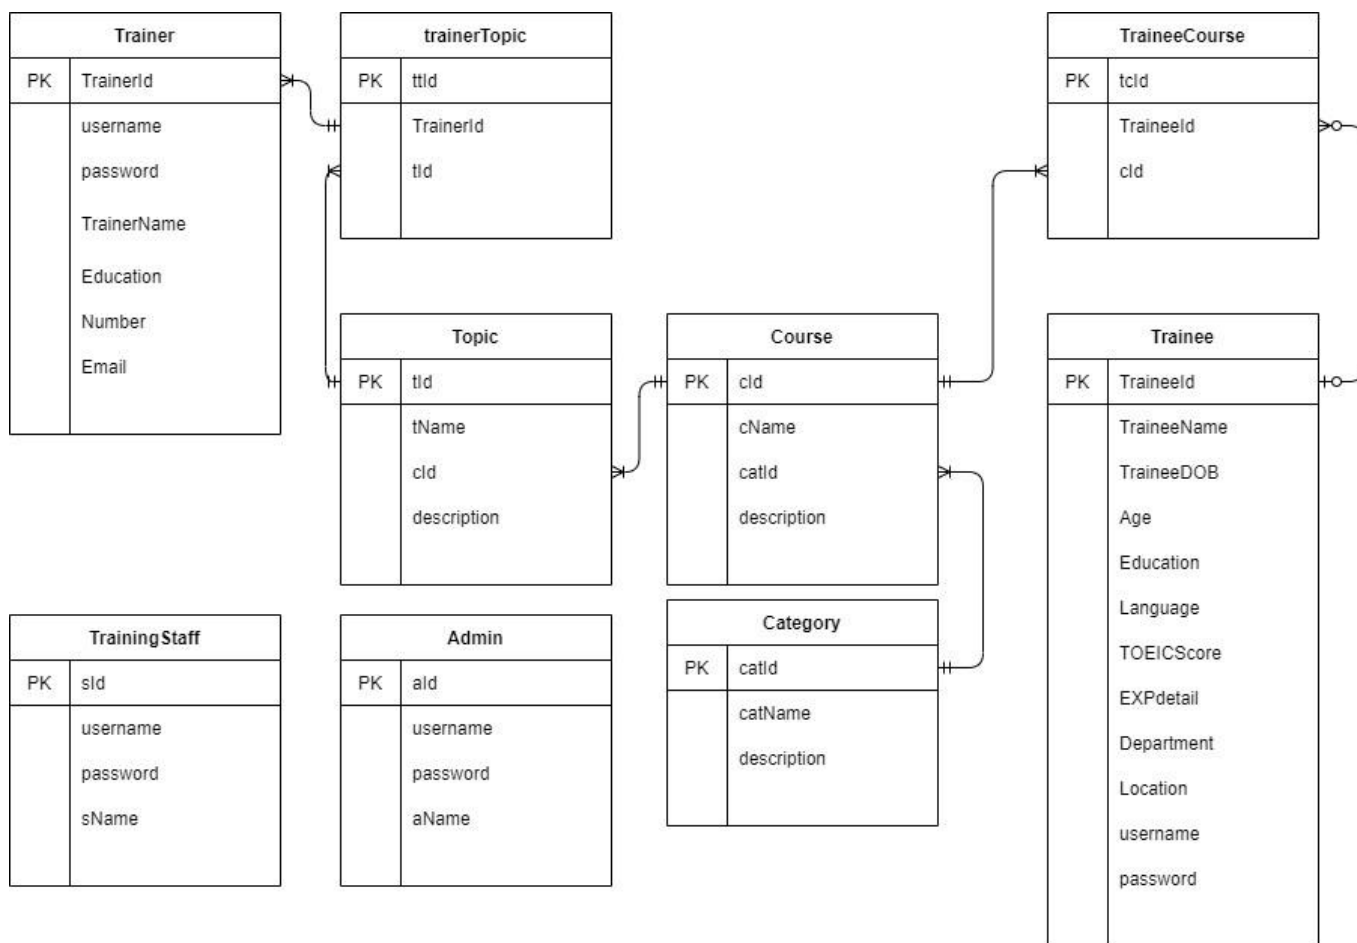 Trainer
PK TrainerId
username
password
TrainerName
Education
Number
Email
trainerTopic
PK ttId
TrainerId
tId
TraineeCourse
PK tcId
TraineeId
cId
Topic
PK tId
tName
cId
description
Course
PK cId
cName
catId
description
Trainee
PK TraineeId
TraineeName
TraineeDOB
Age
Education
Language
TOEICScore
EXPdetail
Department
Location
username
password
TrainingStaff
PK sId
username
password
sName
Admin
PK aId
username
password
aName
Category
PK catId
catName
description